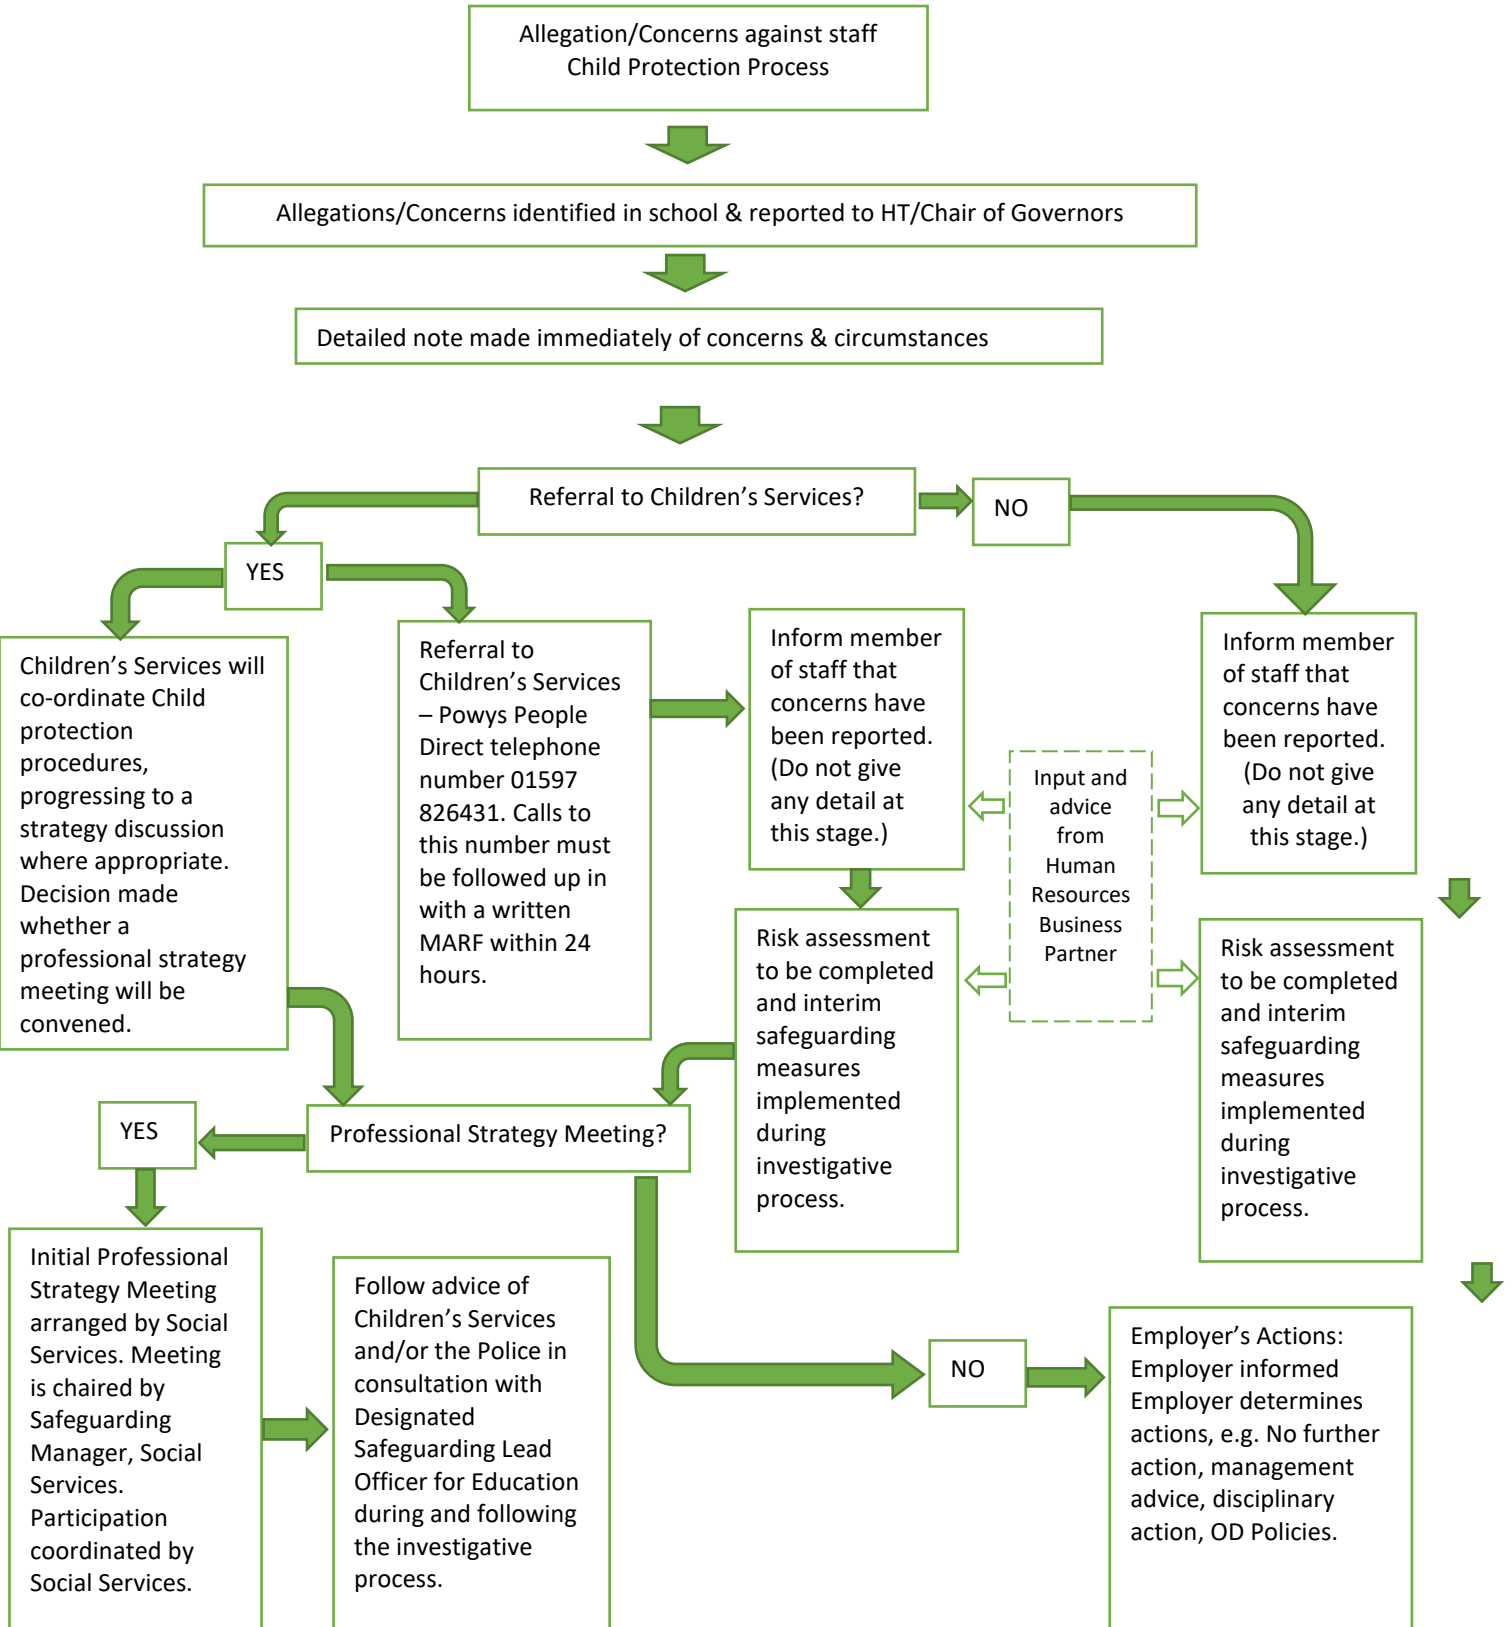 Allegation/Concerns against staff
Child Protection Process
Allegations/Concerns identified in school & reported to HT/Chair of Governors
Detailed note made immediately of concerns & circumstances
Referral to Children’s Services?
NO
YES
Children’s Services will
co-ordinate Child
protection
procedures,
progressing to a
strategy discussion
where appropriate.
Decision made
whether a
professional strategy
meeting will be
convened.
Referral to
Children’s Services
– Powys People
Direct telephone
number 01597
826431. Calls to
this number must
be followed up in
with a written
MARF within 24
hours.
Inform member
of staff that
concerns have
been reported.
(Do not give
any detail at
this stage.)
Input and
advice
from
Human
Resources
Business
Partner
Inform member
of staff that
concerns have
been reported.
(Do not give
any detail at
this stage.)
Risk assessment
to be completed
and interim
safeguarding
measures
implemented
during
investigative
process.
Risk assessment
to be completed
and interim
safeguarding
measures
implemented
during
investigative
process.
Professional Strategy Meeting?
YES
Initial Professional
Strategy Meeting
arranged by Social
Services. Meeting
is chaired by
Safeguarding
Manager, Social
Services.
Participation
coordinated by
Social Services.
Follow advice of
Children’s Services
and/or the Police in
consultation with
Designated
Safeguarding Lead
Officer for Education
during and following
the investigative
process.
NO
Employer’s Actions:
Employer informed
Employer determines
actions, e.g. No further
action, management
advice, disciplinary
action, OD Policies.